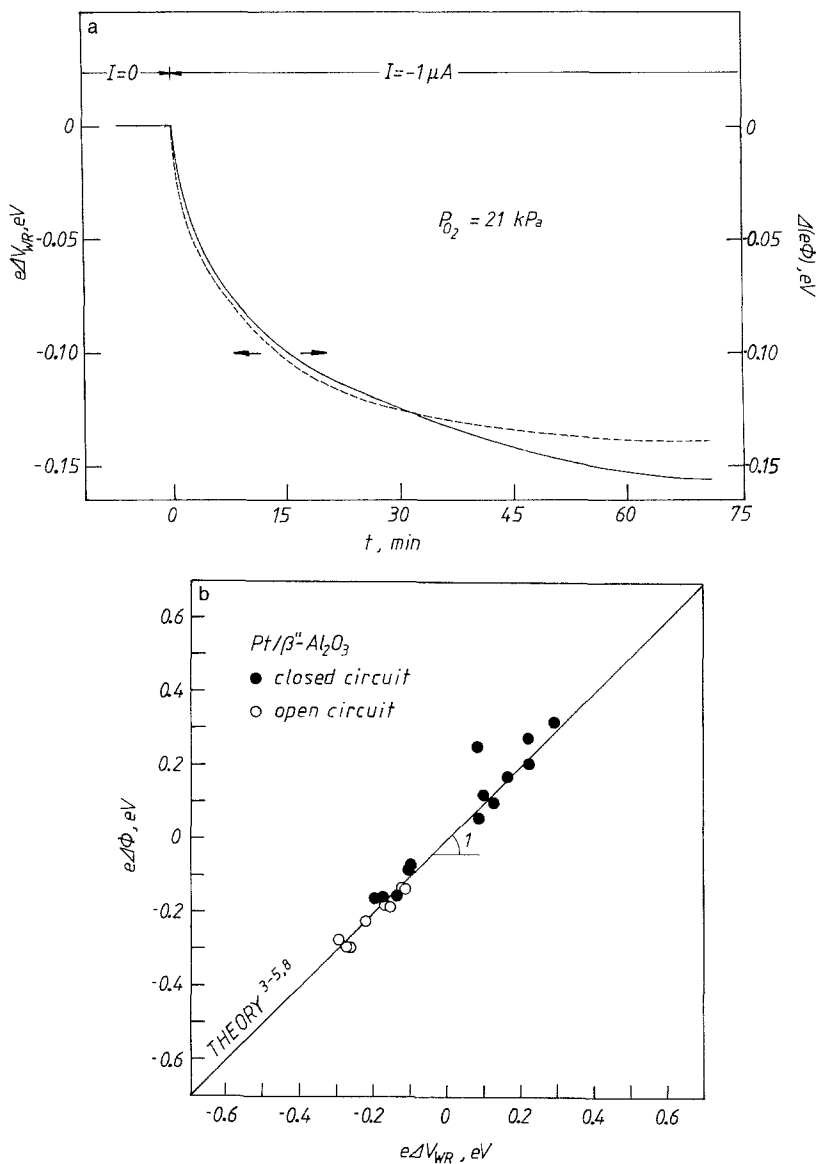 a
I=0
I=-1 μA
0
-0.05
-0.10
-0.15
eΔV_WR, eV
P_O2 = 21 kPa
0
-0.05
-0.10
-0.15
Δ(eΦ), eV
0 15 30 45 60 75
t, min
b
Pt/β"-Al2O3
● closed circuit
○ open circuit
0.6
0.4
0.2
0
-0.2
-0.4
-0.6
eΔΦ, eV
1
THEORY 3-5,8
-0.6 -0.4 -0.2 0 0.2 0.4 0.6
eΔV_WR, eV